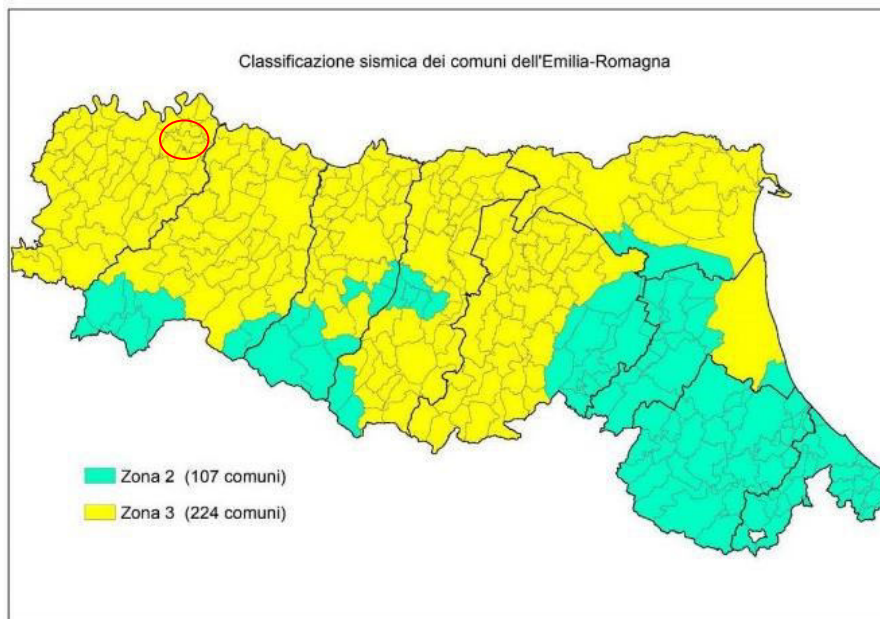 Classificazione sismica dei comuni dell'Emilia-Romagna
Zona 2 (107 comuni)
Zona 3 (224 comuni)